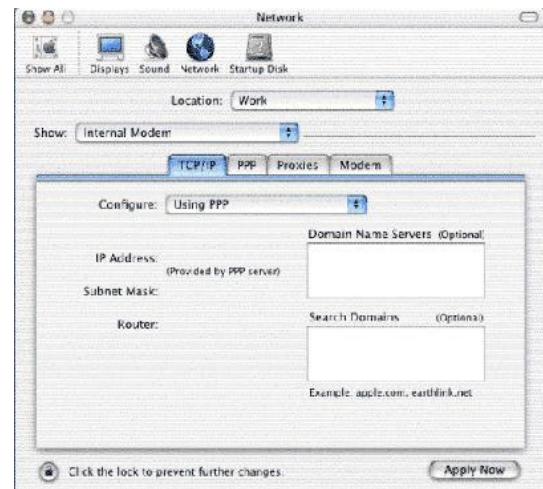 Network
Show All Displays Sound Network Startup Disk
Location: Work
Show: Internal Modem
TCP/IP PPP Proxies Modem
Configure: Using PPP
Domain Name Servers (Optional)
IP Address:
(Provided by PPP server)
Subnet Mask:
Router:
Search Domains (Optional)
Example: apple.com, earthlink.net
Click the lock to prevent further changes.
Apply Now